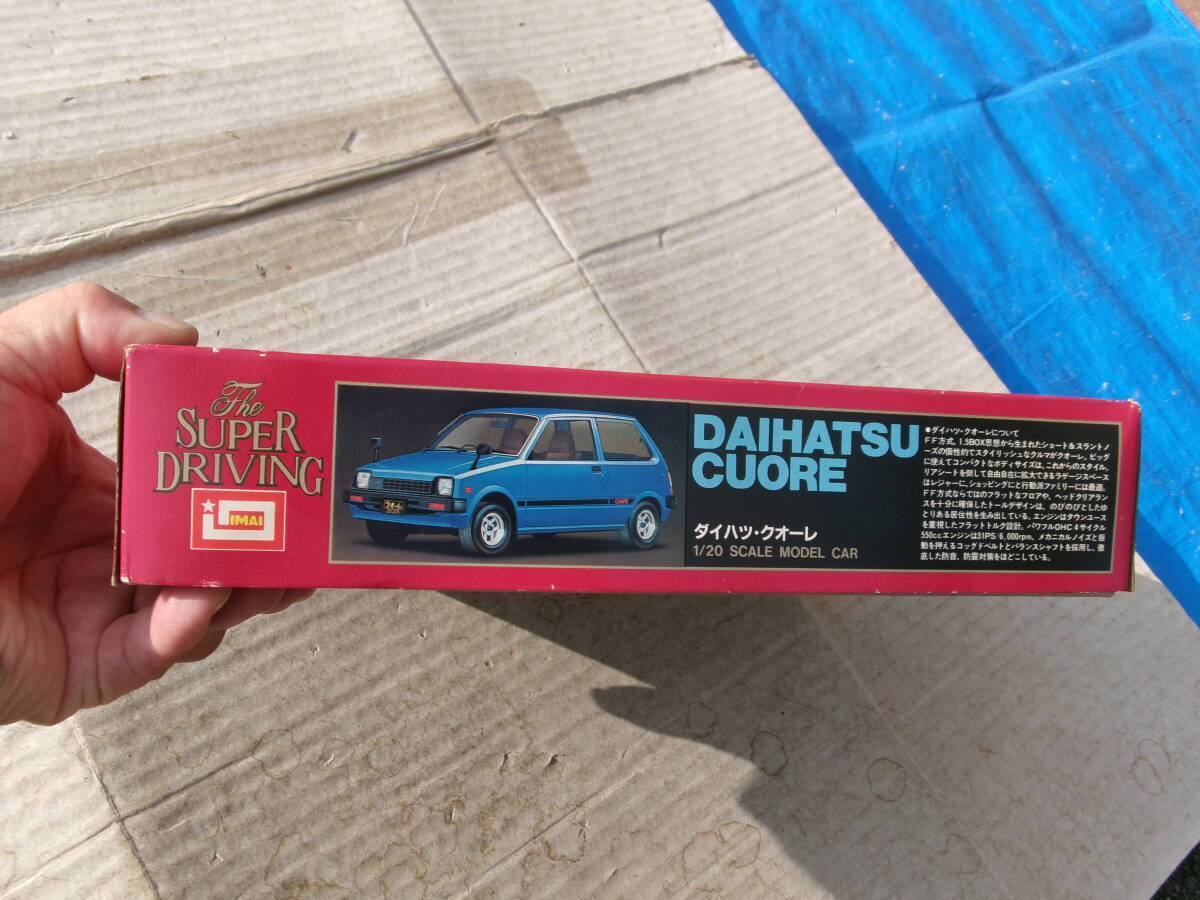 The
SUPER
DRIVING
IMAI
クオーレ
CUORE
DAIHATSU
CUORE
ダイハツ・クオーレ
1/20 SCALE MODEL CAR
●ダイハツ・クオーレについて
FF方式、1.5BOX思想から生まれたショート&スラントノ
ーズの個性的でスタイリッシュなクルマがクオーレ。ビッグ
に使えてコンパクトなボディサイズは、これからのスタイル。
リアシートを倒して自由自在に拡大できるラゲージスペース
はレジャーに、ショッピングにと行動派ファミリーには最適。
FF方式ならではのフラットなフロアや、ヘッドクリアラン
スを十分に確保したトールデザインは、のびのびとしたゆ
とりある居住性を生み出している。エンジンはタウンユース
を重視したフラットトルク設計。パワフルOHC 4サイクル
550ccエンジンは31PS/6,000rpm。メカニカルノイズと振
動を押えるコッグドベルトとバランスシャフトを採用し、徹
底した防音、防震対策をほどこしている。